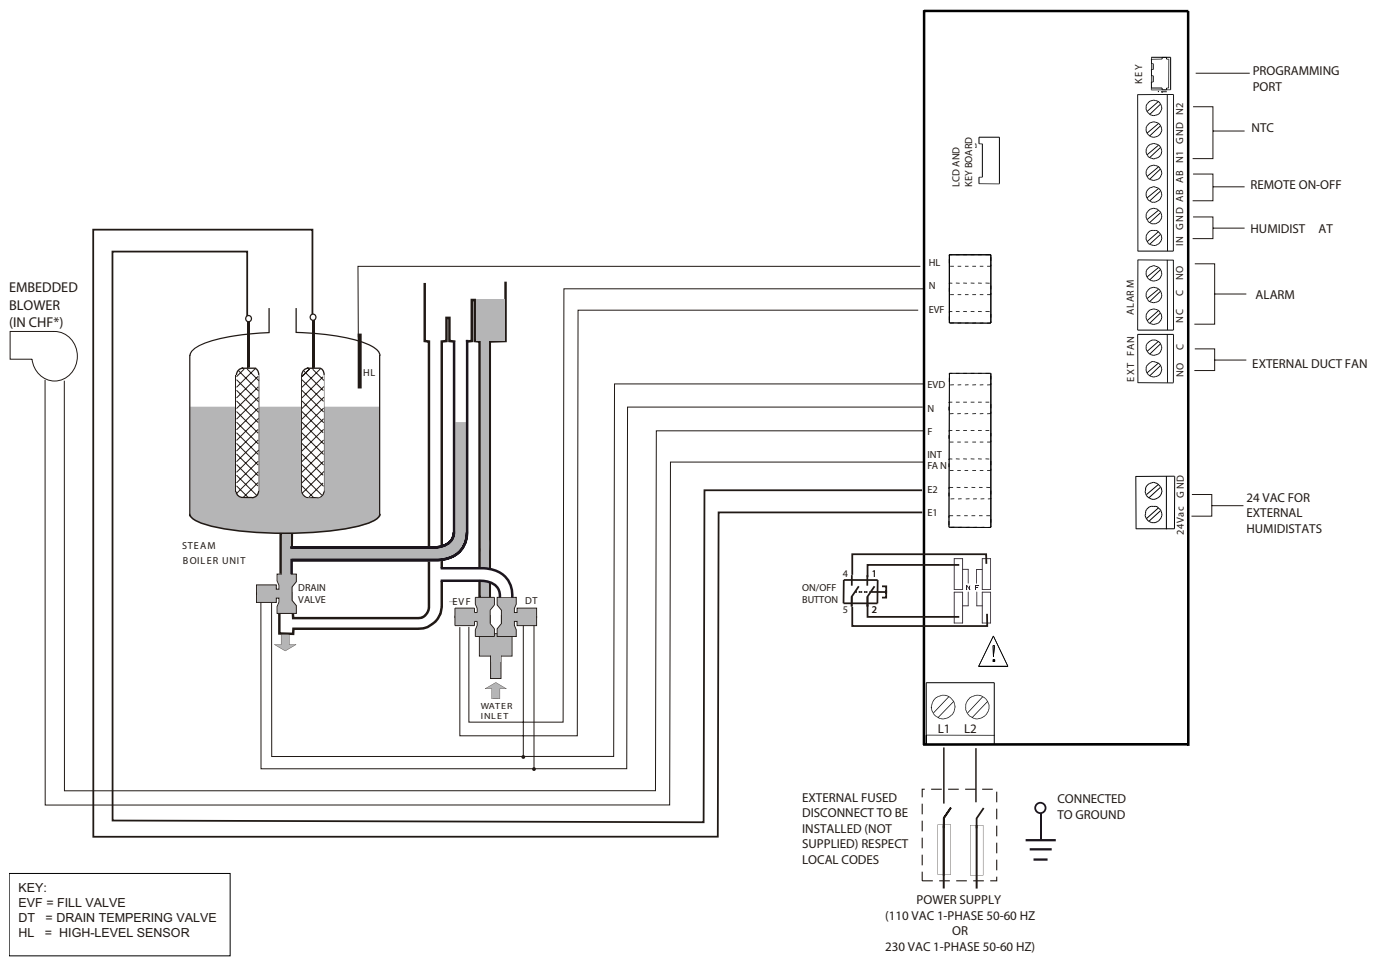 KEY
PROGRAMMING
PORT
N2
GND
N1
NTC
AB
AB
REMOTE ON-OFF
GND
IN
HUMIDIST AT
LCD AND
KEY BOARD
HL
N
EVF
ALARM
NO
C
NC
ALARM
EXT FAN
C
NO
EXTERNAL DUCT FAN
EMBEDDED
BLOWER
(IN CHF*)
HL
EVD
N
F
INT
FAN
E2
E1
GND
24Vac
24 VAC FOR
EXTERNAL
HUMIDISTATS
STEAM
BOILER UNIT
DRAIN
VALVE
EVF
DT
WATER
INLET
ON/OFF
BUTTON
4
1
5
2
N F
!
L1
L2
EXTERNAL FUSED
DISCONNECT TO BE
INSTALLED (NOT
SUPPLIED) RESPECT
LOCAL CODES
CONNECTED
TO GROUND
POWER SUPPLY
(110 VAC 1-PHASE 50-60 HZ
OR
230 VAC 1-PHASE 50-60 HZ)
KEY:
EVF = FILL VALVE
DT = DRAIN TEMPERING VALVE
HL = HIGH-LEVEL SENSOR